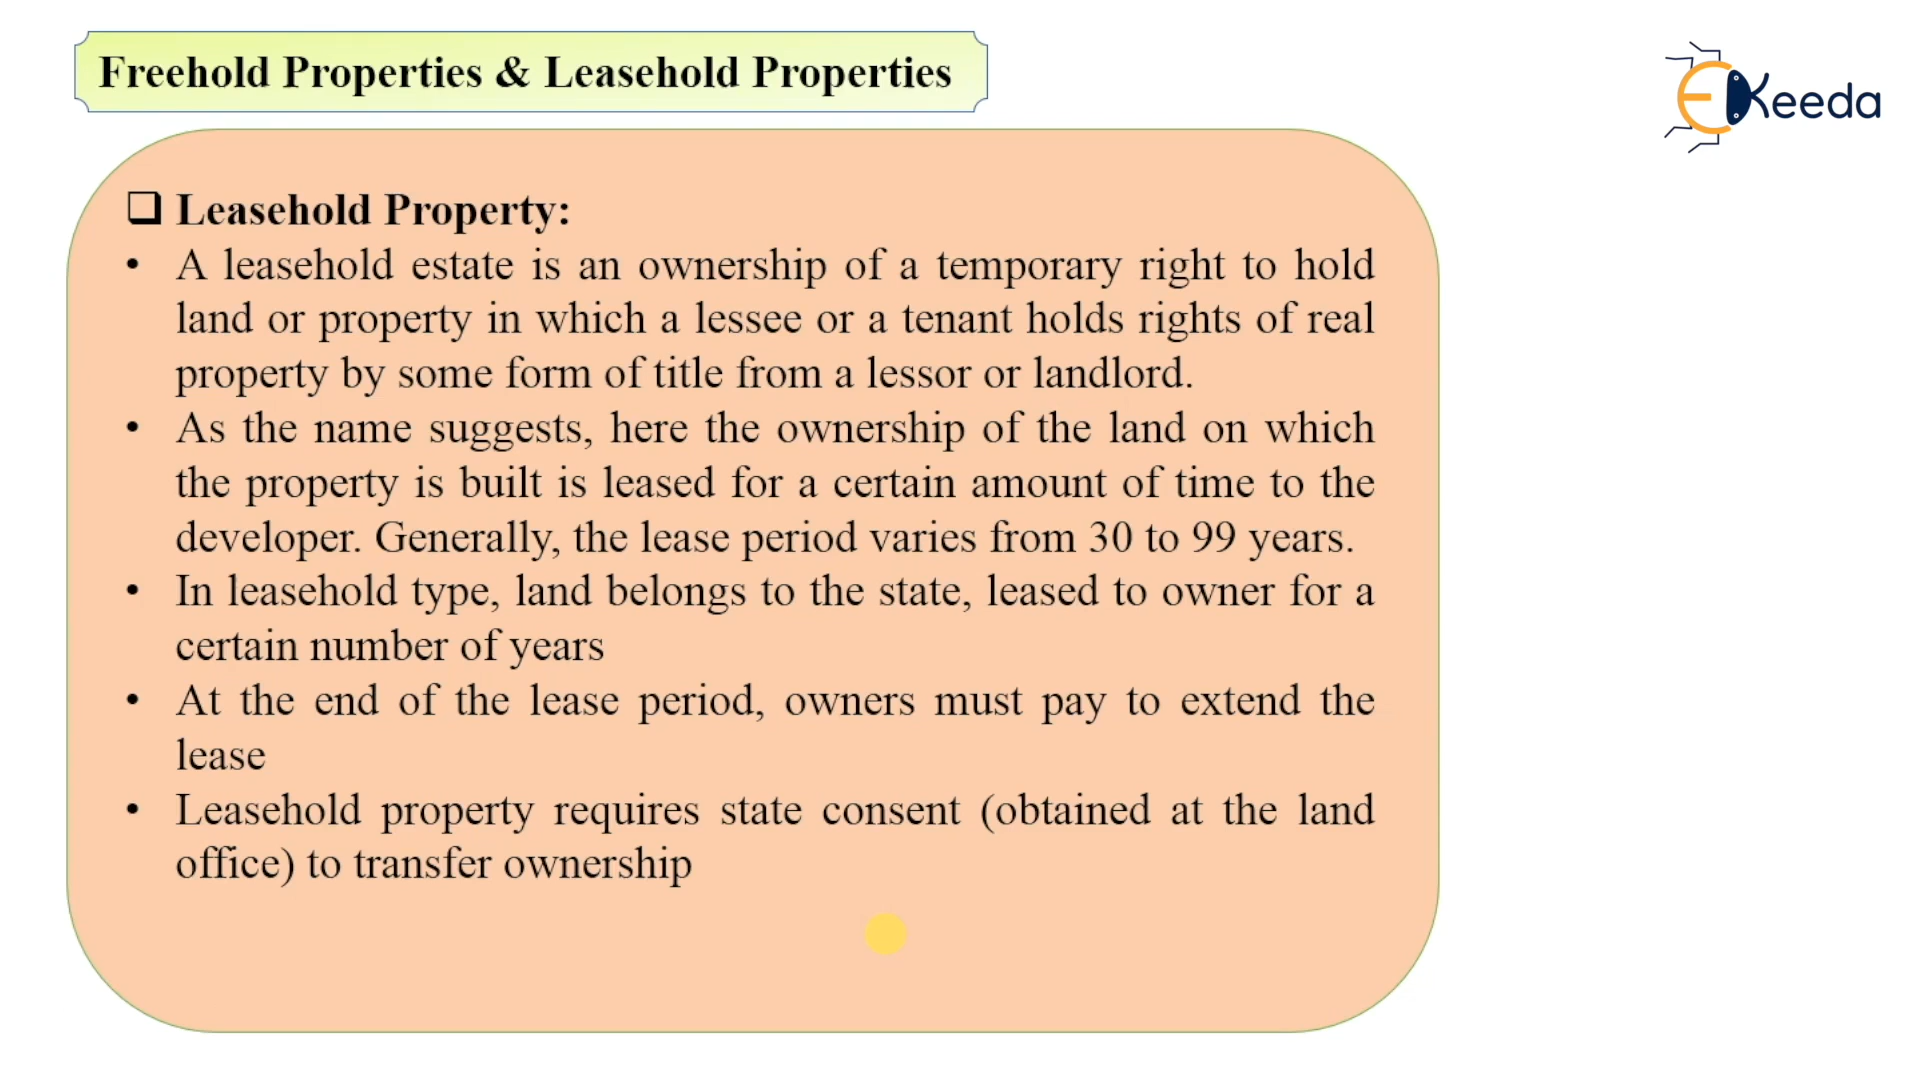 Freehold Properties & Leasehold Properties
EKeeda
❑ Leasehold Property:
• A leasehold estate is an ownership of a temporary right to hold
land or property in which a lessee or a tenant holds rights of real
property by some form of title from a lessor or landlord.
• As the name suggests, here the ownership of the land on which
the property is built is leased for a certain amount of time to the
developer. Generally, the lease period varies from 30 to 99 years.
• In leasehold type, land belongs to the state, leased to owner for a
certain number of years
• At the end of the lease period, owners must pay to extend the
lease
• Leasehold property requires state consent (obtained at the land
office) to transfer ownership